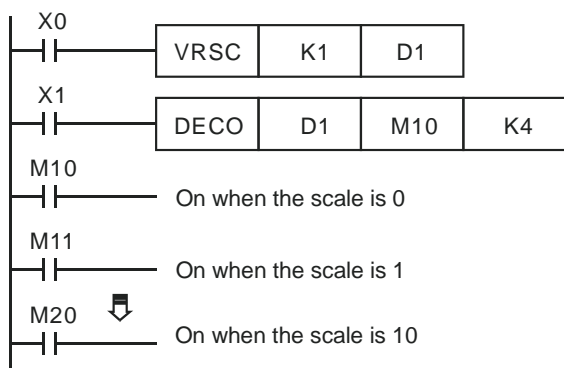 X0
VRSC K1 D1
X1
DECO D1 M10 K4
M10
On when the scale is 0
M11
On when the scale is 1
M20
On when the scale is 10